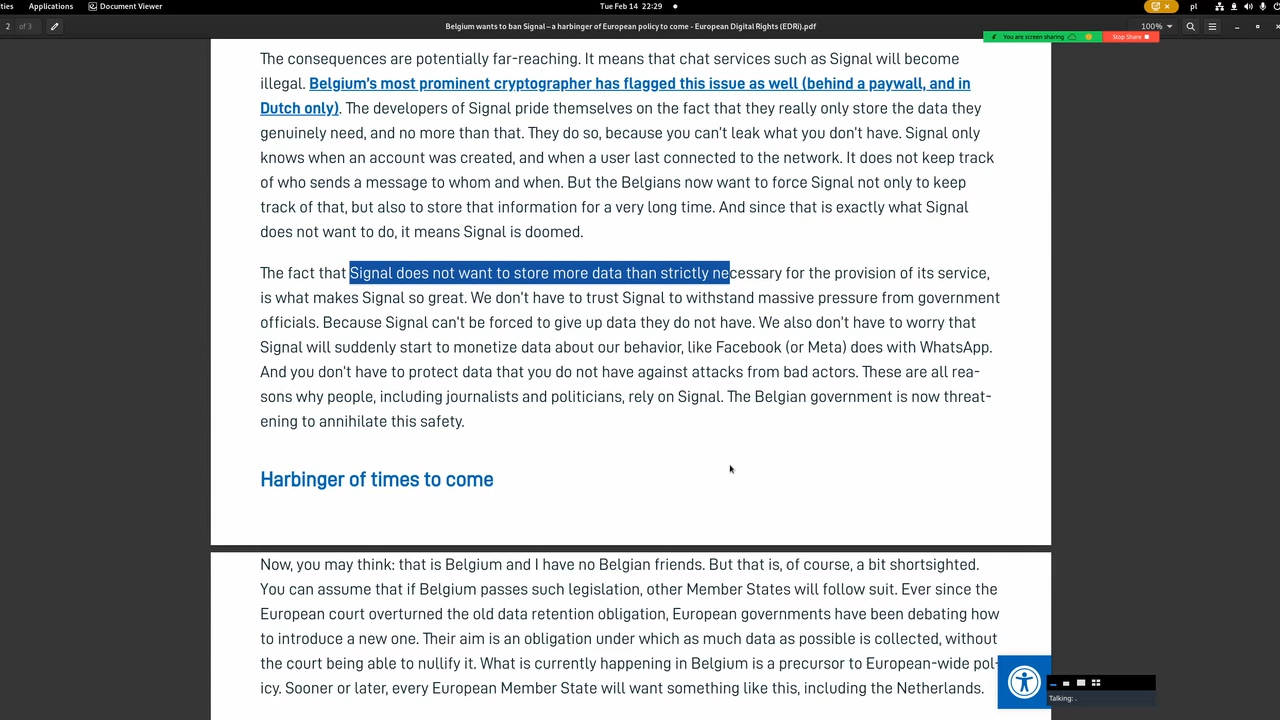 ities Applications Document Viewer Tue Feb 14 22:29 pl
2 of 3 Belgium wants to ban Signal – a harbinger of European policy to come - European Digital Rights (EDRi).pdf 100%
You are screen sharing Stop Share
The consequences are potentially far-reaching. It means that chat services such as Signal will become
illegal. Belgium's most prominent cryptographer has flagged this issue as well (behind a paywall, and in
Dutch only). The developers of Signal pride themselves on the fact that they really only store the data they
genuinely need, and no more than that. They do so, because you can't leak what you don't have. Signal only
knows when an account was created, and when a user last connected to the network. It does not keep track
of who sends a message to whom and when. But the Belgians now want to force Signal not only to keep
track of that, but also to store that information for a very long time. And since that is exactly what Signal
does not want to do, it means Signal is doomed.
The fact that Signal does not want to store more data than strictly necessary for the provision of its service,
is what makes Signal so great. We don't have to trust Signal to withstand massive pressure from government
officials. Because Signal can't be forced to give up data they do not have. We also don't have to worry that
Signal will suddenly start to monetize data about our behavior, like Facebook (or Meta) does with WhatsApp.
And you don't have to protect data that you do not have against attacks from bad actors. These are all rea-
sons why people, including journalists and politicians, rely on Signal. The Belgian government is now threat-
ening to annihilate this safety.
Harbinger of times to come
Now, you may think: that is Belgium and I have no Belgian friends. But that is, of course, a bit shortsighted.
You can assume that if Belgium passes such legislation, other Member States will follow suit. Ever since the
European court overturned the old data retention obligation, European governments have been debating how
to introduce a new one. Their aim is an obligation under which as much data as possible is collected, without
the court being able to nullify it. What is currently happening in Belgium is a precursor to European-wide pol-
icy. Sooner or later, every European Member State will want something like this, including the Netherlands.
Talking: .